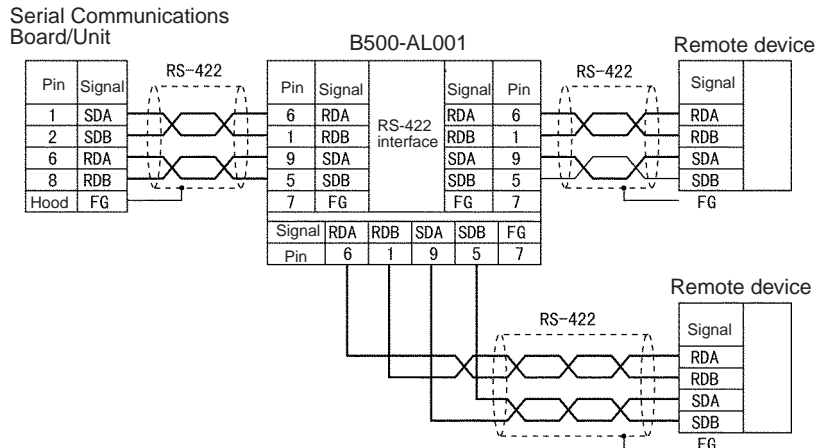 Serial Communications
Board/Unit
B500-AL001
Remote device
RS-422
RS-422
Pin Signal
1 SDA
2 SDB
6 RDA
8 RDB
Hood FG
Pin Signal
6 RDA
1 RDB
9 SDA
5 SDB
7 FG
RS-422
interface
Signal Pin
RDA 6
RDB 1
SDA 9
SDB 5
FG 7
Signal
RDA
RDB
SDA
SDB
FG
Signal RDA RDB SDA SDB FG
Pin 6 1 9 5 7
Remote device
RS-422
Signal
RDA
RDB
SDA
SDB
FG